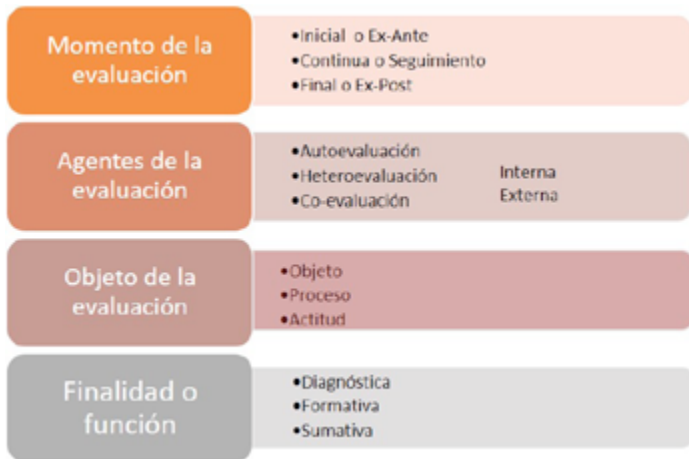 Momento de la
evaluación
•Inicial o Ex-Ante
•Continua o Seguimiento
•Final o Ex-Post
Agentes de la
evaluación
•Autoevaluación
•Heteroevaluación Interna
•Co-evaluación Externa
Objeto de la
evaluación
•Objeto
•Proceso
•Actitud
Finalidad o
función
•Diagnóstica
•Formativa
•Sumativa